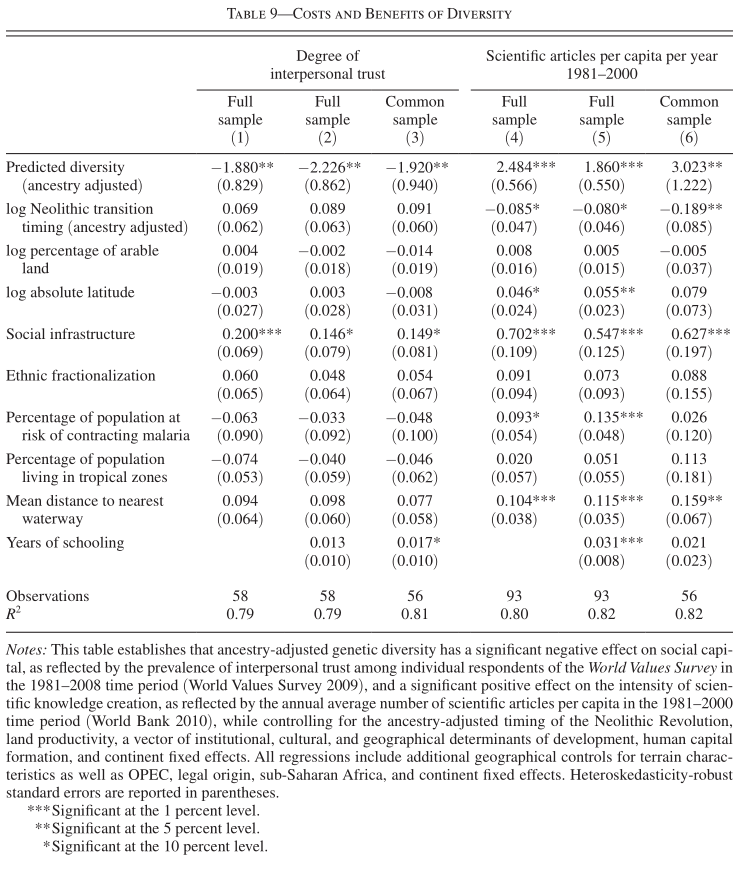 TABLE 9—COSTS AND BENEFITS OF DIVERSITY
Degree of interpersonal trust Scientific articles per capita per year 1981–2000
Full sample (1) Full sample (2) Common sample (3) Full sample (4) Full sample (5) Common sample (6)
Predicted diversity −1.880** −2.226** −1.920** 2.484*** 1.860*** 3.023**
(ancestry adjusted) (0.829) (0.862) (0.940) (0.566) (0.550) (1.222)
log Neolithic transition 0.069 0.089 0.091 −0.085* −0.080* −0.189**
timing (ancestry adjusted) (0.062) (0.063) (0.060) (0.047) (0.046) (0.085)
log percentage of arable 0.004 −0.002 −0.014 0.008 0.005 −0.005
land (0.019) (0.018) (0.019) (0.016) (0.015) (0.037)
log absolute latitude −0.003 0.003 −0.008 0.046* 0.055** 0.079
(0.027) (0.028) (0.031) (0.024) (0.023) (0.073)
Social infrastructure 0.200*** 0.146* 0.149* 0.702*** 0.547*** 0.627***
(0.069) (0.079) (0.081) (0.109) (0.125) (0.197)
Ethnic fractionalization 0.060 0.048 0.054 0.091 0.073 0.088
(0.065) (0.064) (0.067) (0.094) (0.093) (0.155)
Percentage of population at −0.063 −0.033 −0.048 0.093* 0.135*** 0.026
risk of contracting malaria (0.090) (0.092) (0.100) (0.054) (0.048) (0.120)
Percentage of population −0.074 −0.040 −0.046 0.020 0.051 0.113
living in tropical zones (0.053) (0.059) (0.062) (0.057) (0.055) (0.181)
Mean distance to nearest 0.094 0.098 0.077 0.104*** 0.115*** 0.159**
waterway (0.064) (0.060) (0.058) (0.038) (0.035) (0.067)
Years of schooling 0.013 0.017* 0.031*** 0.021
(0.010) (0.010) (0.008) (0.023)
Observations 58 58 56 93 93 56
R² 0.79 0.79 0.81 0.80 0.82 0.82
Notes: This table establishes that ancestry-adjusted genetic diversity has a significant negative effect on social capi-
tal, as reflected by the prevalence of interpersonal trust among individual respondents of the World Values Survey in
the 1981–2008 time period (World Values Survey 2009), and a significant positive effect on the intensity of scien-
tific knowledge creation, as reflected by the annual average number of scientific articles per capita in the 1981–2000
time period (World Bank 2010), while controlling for the ancestry-adjusted timing of the Neolithic Revolution,
land productivity, a vector of institutional, cultural, and geographical determinants of development, human capital
formation, and continent fixed effects. All regressions include additional geographical controls for terrain charac-
teristics as well as OPEC, legal origin, sub-Saharan Africa, and continent fixed effects. Heteroskedasticity-robust
standard errors are reported in parentheses.
***Significant at the 1 percent level.
**Significant at the 5 percent level.
*Significant at the 10 percent level.